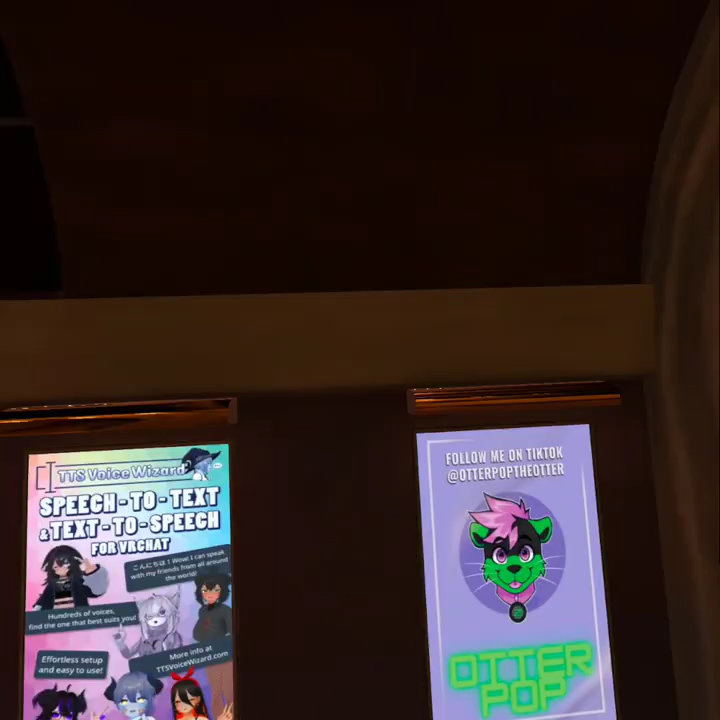 TTS Voice Wizard
SPEECH-TO-TEXT
& TEXT-TO-SPEECH
FOR VRCHAT
こんにちは! Wow! I can speak
with my friends from all around
the world!
Hundreds of voices,
find the one that best suits you!
More info at
TTSVoiceWizard.com
Effortless setup
and easy to use!
FOLLOW ME ON TIKTOK
@OTTERPOPTHEOTTER
OTTER
POP